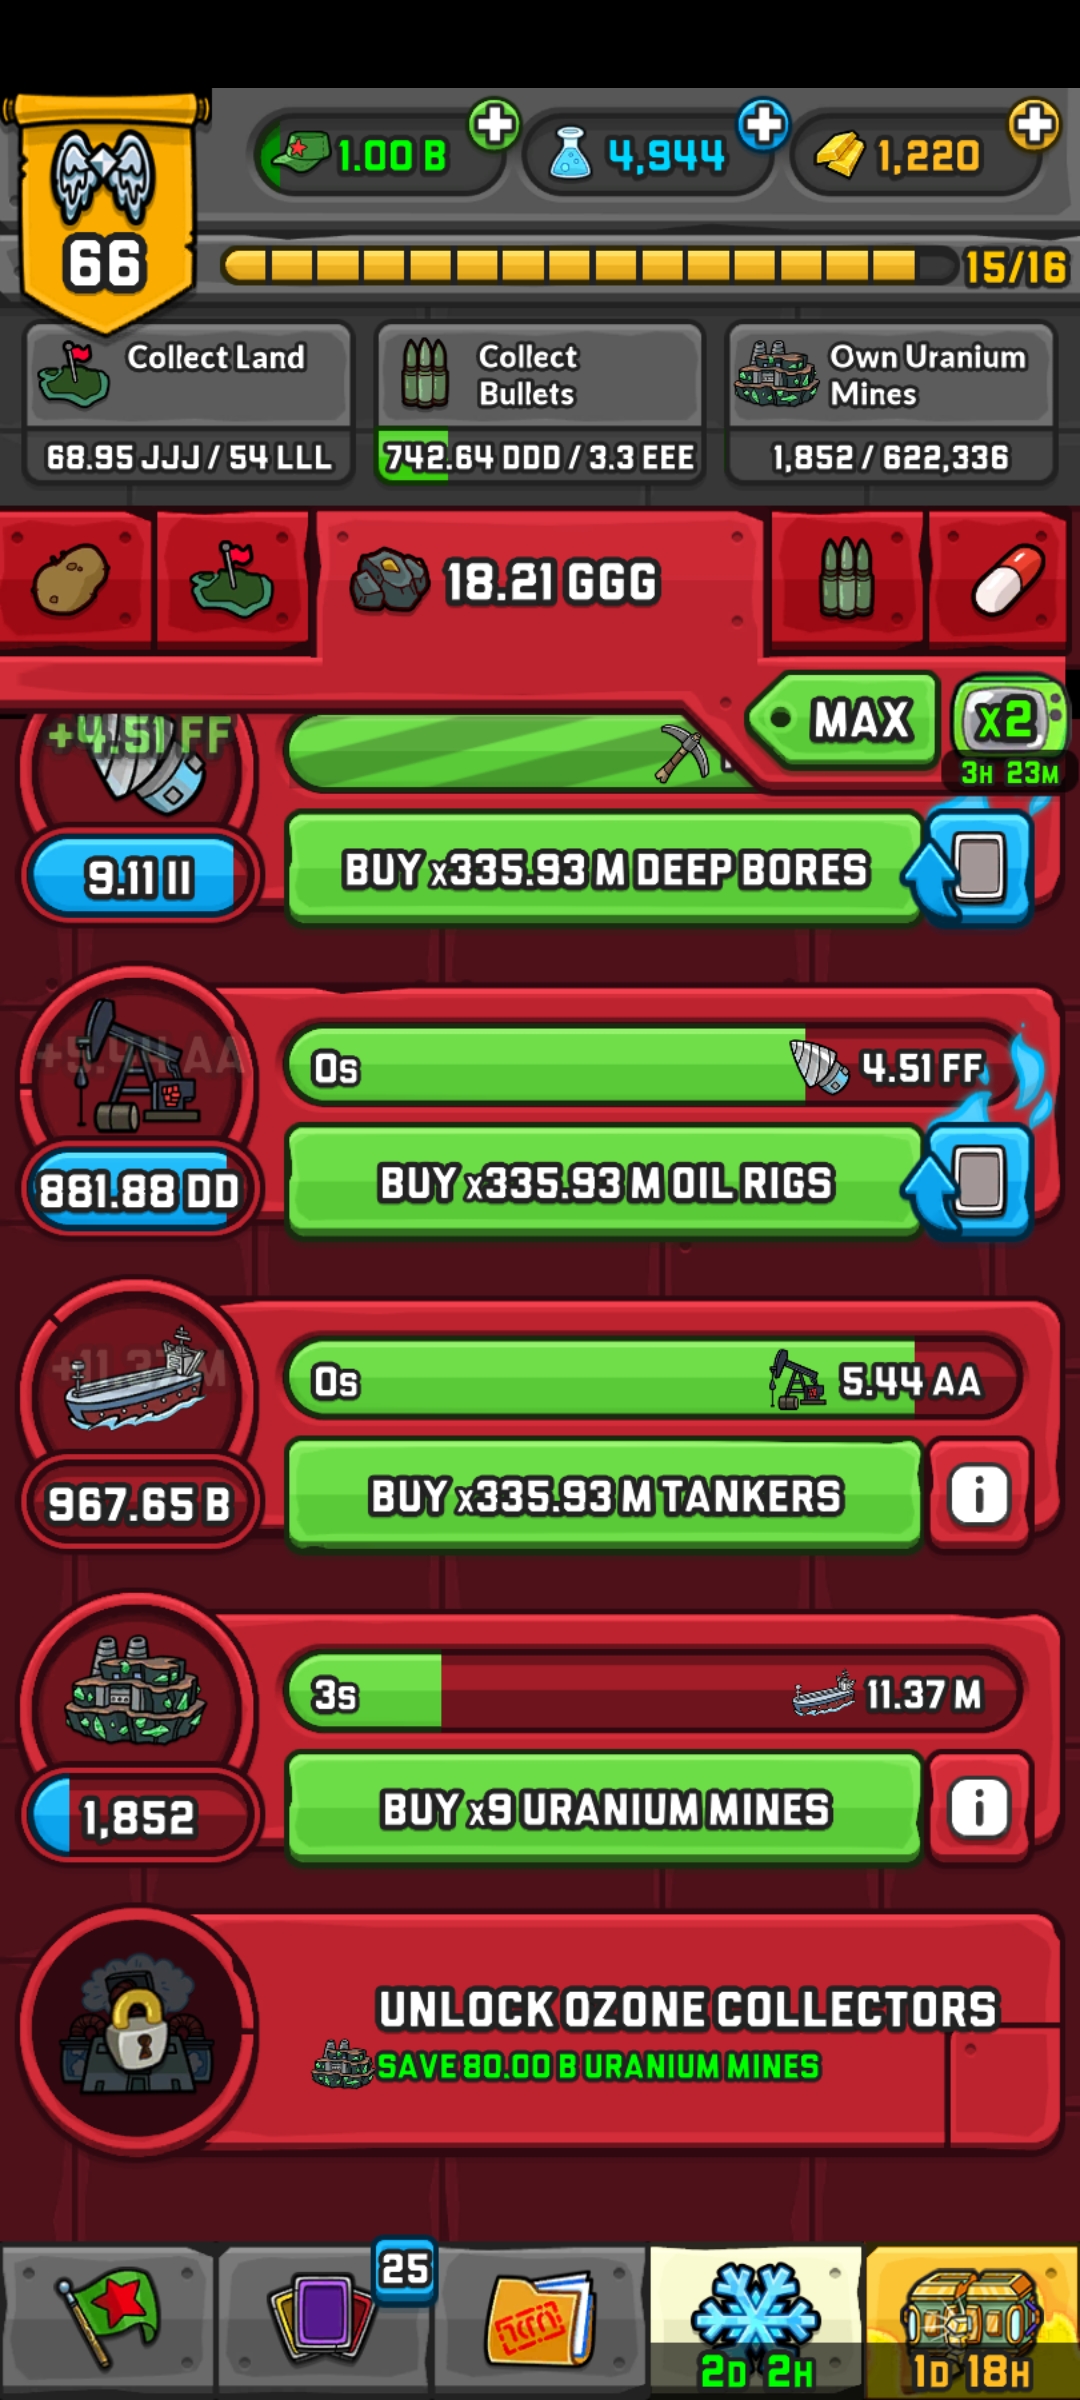 1.00 B
4,944
1,220
66
15/16
Collect Land
68.95 JJJ / 54 LLL
Collect
Bullets
742.64 DDD / 3.3 EEE
Own Uranium
Mines
1,852 / 622,336
18.21 GGG
MAX
x2
3H 23M
+4.51 FF
9.11 II
BUY x335.93 M DEEP BORES
0s
4.51 FF
881.88 DD
BUY x335.93 M OIL RIGS
+11.37 M
0s
5.44 AA
967.65 B
BUY x335.93 M TANKERS
i
3s
11.37 M
1,852
BUY x9 URANIUM MINES
i
UNLOCK OZONE COLLECTORS
SAVE 80.00 B URANIUM MINES
25
2D 2H
1D 18H